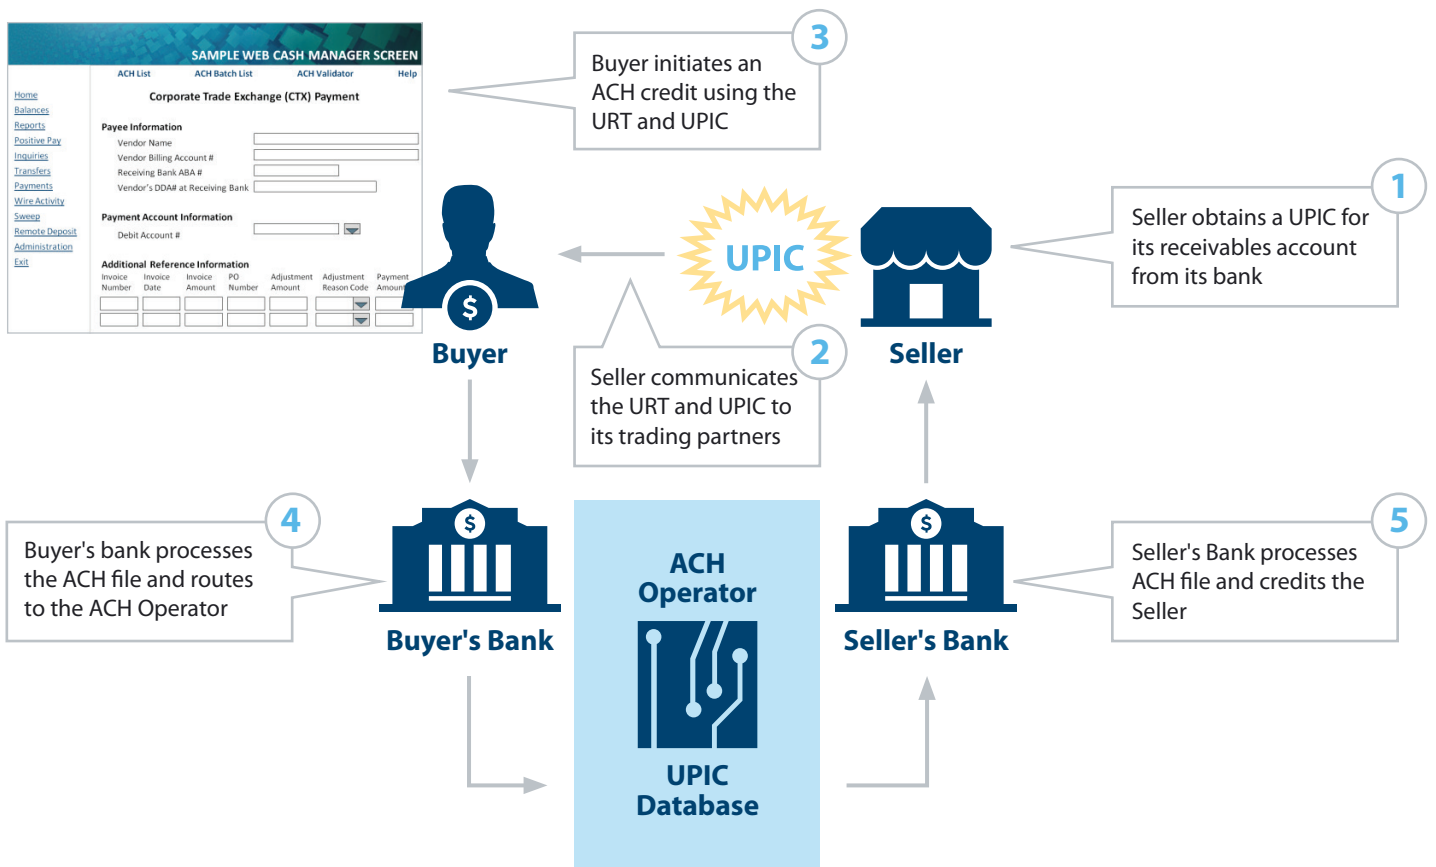 SAMPLE WEB CASH MANAGER SCREEN
ACH List ACH Batch List ACH Validator Help
Home
Balances
Reports
Positive Pay
Inquiries
Transfers
Payments
Wire Activity
Sweep
Remote Deposit
Administration
Exit
Corporate Trade Exchange (CTX) Payment
Payee Information
Vendor Name
Vendor Billing Account #
Receiving Bank ABA #
Vendor's DDA# at Receiving Bank
Payment Account Information
Debit Account #
Additional Reference Information
Invoice Invoice Invoice PO Adjustment Adjustment Payment
Number Date Amount Number Amount Reason Code Amount
3
Buyer initiates an
ACH credit using the
URT and UPIC
1
Seller obtains a UPIC for
its receivables account
from its bank
UPIC
$
Buyer
Seller
2
Seller communicates
the URT and UPIC to
its trading partners
4
Buyer's bank processes
the ACH file and routes
to the ACH Operator
$
Buyer's Bank
ACH
Operator
UPIC
Database
$
Seller's Bank
5
Seller's Bank processes
ACH file and credits the
Seller